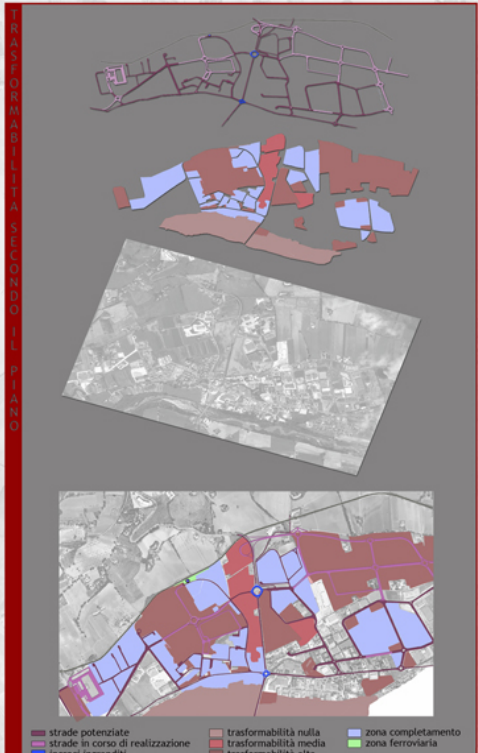 TRASFORMABILITA SECONDO IL PIANO
strade potenziate
strade in corso di realizzazione
trasformabilità nulla
trasformabilità media
zona completamento
zona ferroviaria